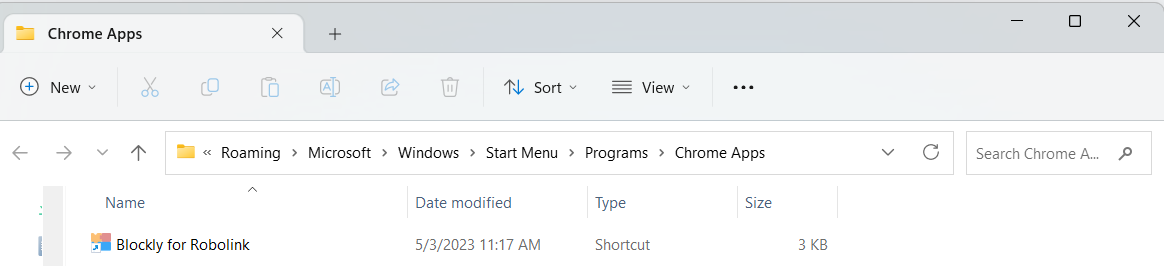 Chrome Apps
New Sort View
« Roaming > Microsoft > Windows > Start Menu > Programs > Chrome Apps Search Chrome A...
Name Date modified Type Size
Blockly for Robolink 5/3/2023 11:17 AM Shortcut 3 KB